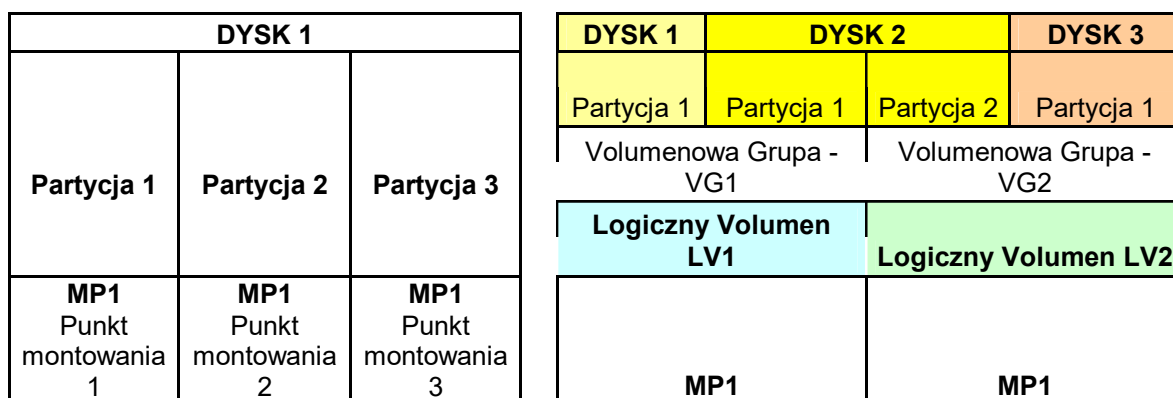 DYSK 1
Partycja 1
Partycja 2
Partycja 3
MP1
Punkt
montowania
1
MP1
Punkt
montowania
2
MP1
Punkt
montowania
3
DYSK 1
DYSK 2
DYSK 3
Partycja 1
Partycja 1
Partycja 2
Partycja 1
Volumenowa Grupa -
VG1
Volumenowa Grupa -
VG2
Logiczny Volumen
LV1
Logiczny Volumen LV2
MP1
MP1